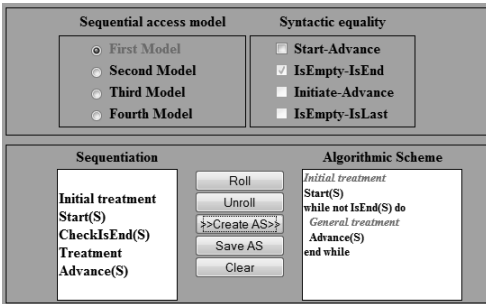 Sequential access model
First Model
Second Model
Third Model
Fourth Model
Syntactic equality
Start-Advance
IsEmpty-IsEnd
Initiate-Advance
IsEmpty-IsLast
Sequentiation
Initial treatment
Start(S)
CheckIsEnd(S)
Treatment
Advance(S)
Roll
Unroll
>>Create AS>>
Save AS
Clear
Algorithmic Scheme
Initial treatment
Start(S)
while not IsEnd(S) do
General treatment
Advance(S)
end while